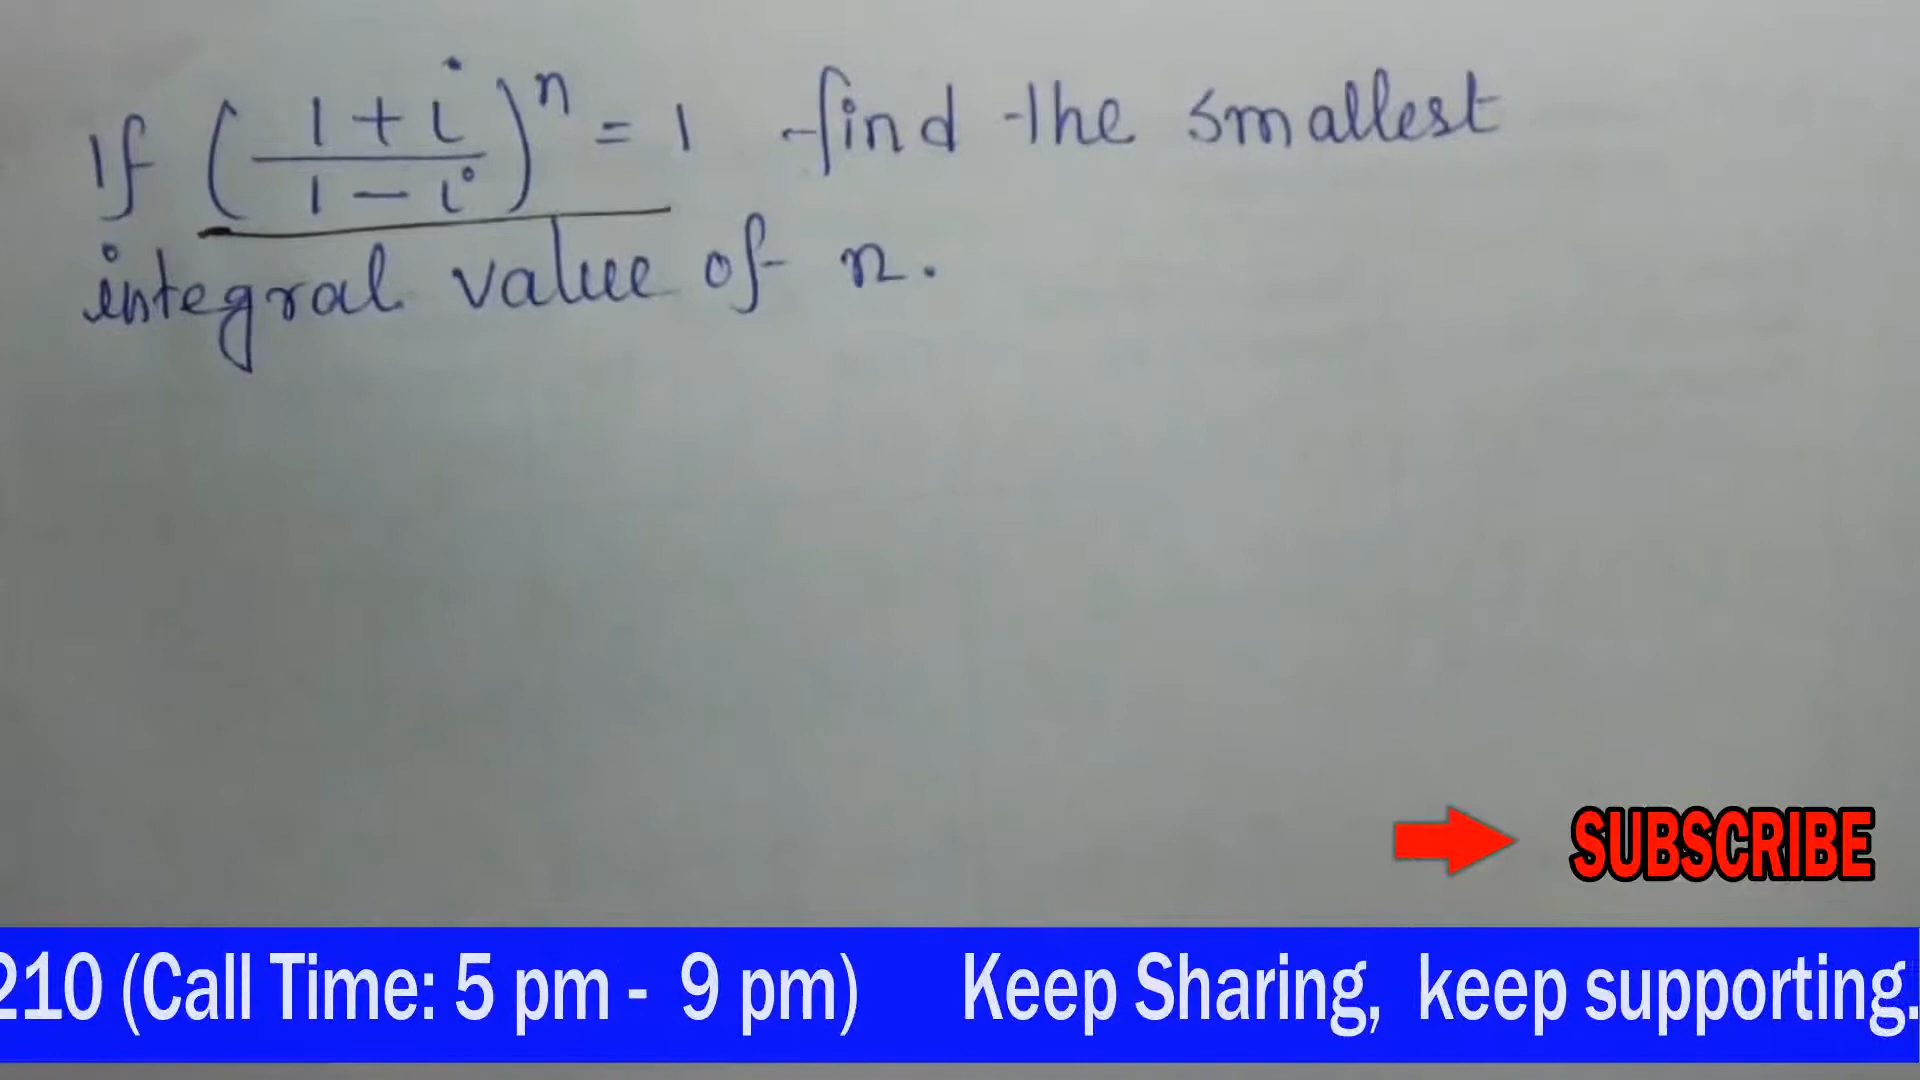 If (1+i/1-i)^n = 1 find the smallest
integral value of n.
SUBSCRIBE
210 (Call Time: 5 pm - 9 pm) Keep Sharing, keep supporting.